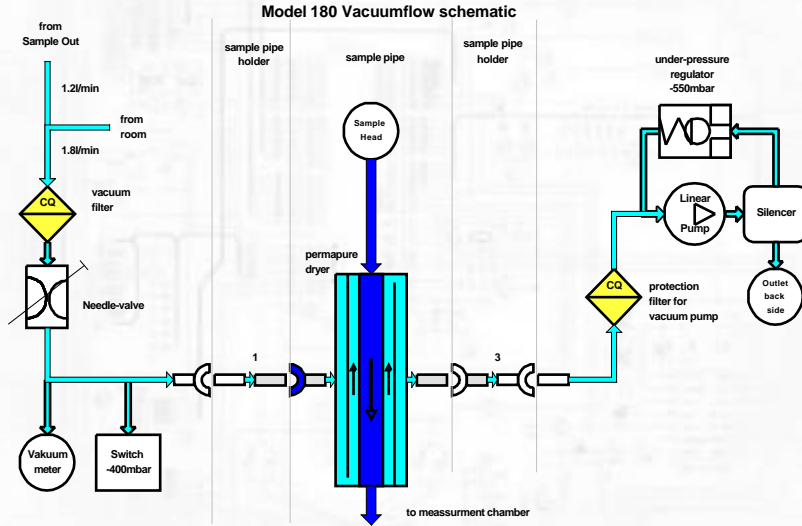 Model 180 Vacuumflow schematic
from
Sample Out
sample pipe
holder
sample pipe
sample pipe
holder
under-pressure
regulator
-550mbar
1.2l/min
from
room
1.8l/min
Sample
Head
CQ
vacuum
filter
Linear
Pump
Silencer
permapure
dryer
Needle-valve
CQ
protection
filter for
vacuum pump
Outlet
back
side
1
3
Vakuum
meter
Switch
-400mbar
to meassurment chamber